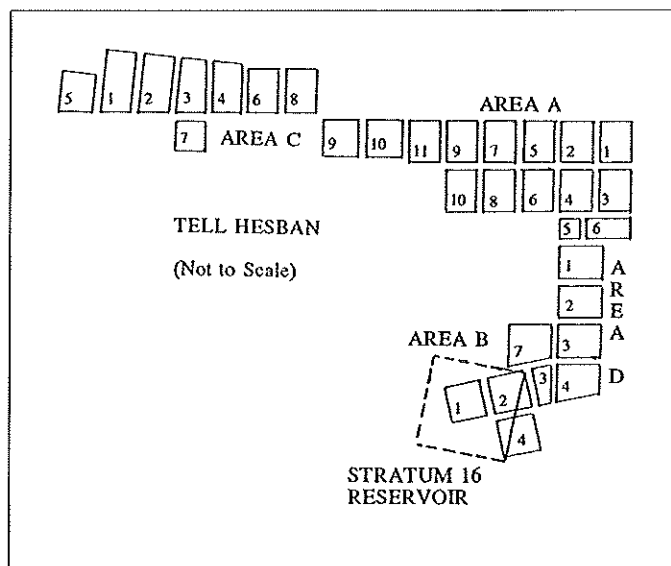 5 1 2 3 4 6 8
AREA A
7 AREA C 9 10 11 9 7 5 2 1
10 8 6 4 3
TELL HESBAN
5 6
(Not to Scale)
1 A
R
2 E
AREA B 7 3 A
1 2 3 4 D
4
STRATUM 16
RESERVOIR